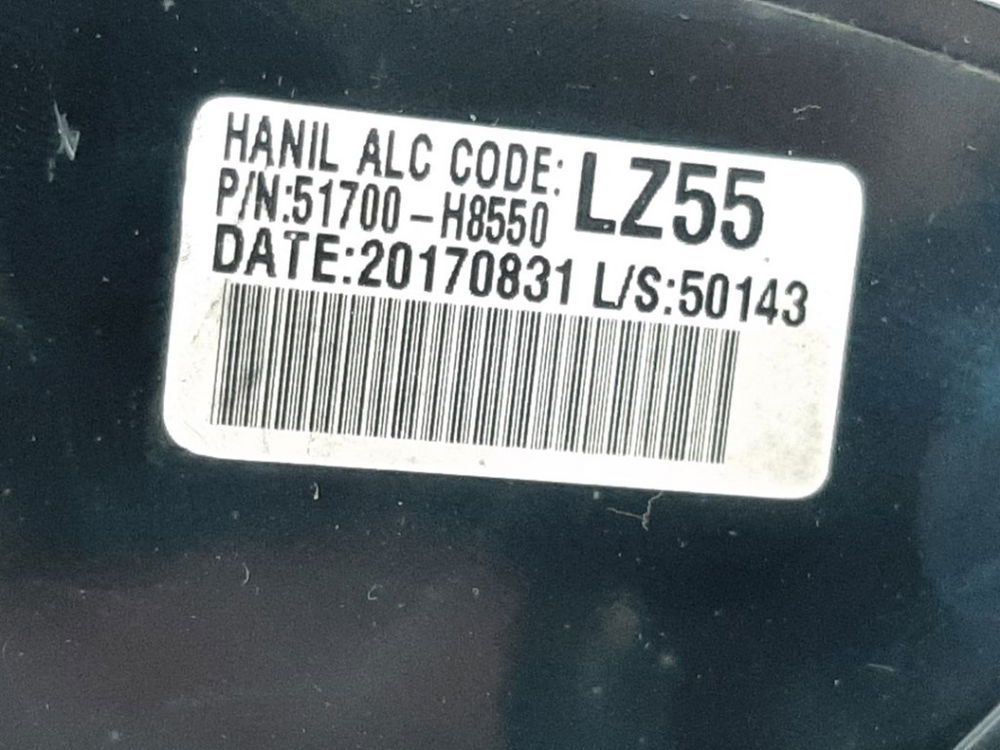 HANIL ALC CODE: LZ55
P/N:51700-H8550
DATE:20170831 L/S:50143